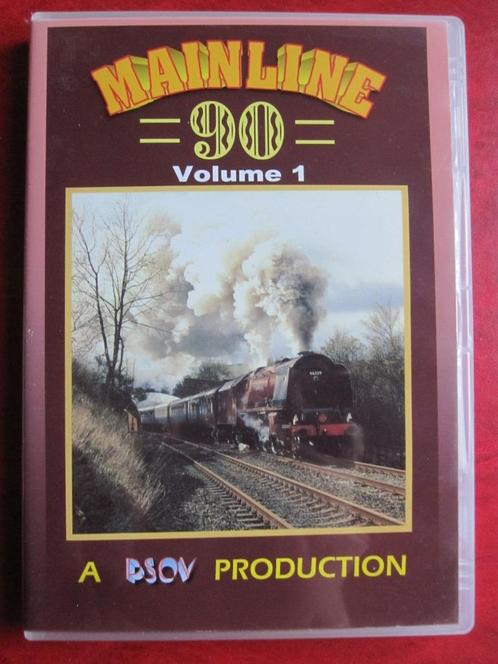 MAINLINE
90
Volume 1
A PSOV PRODUCTION